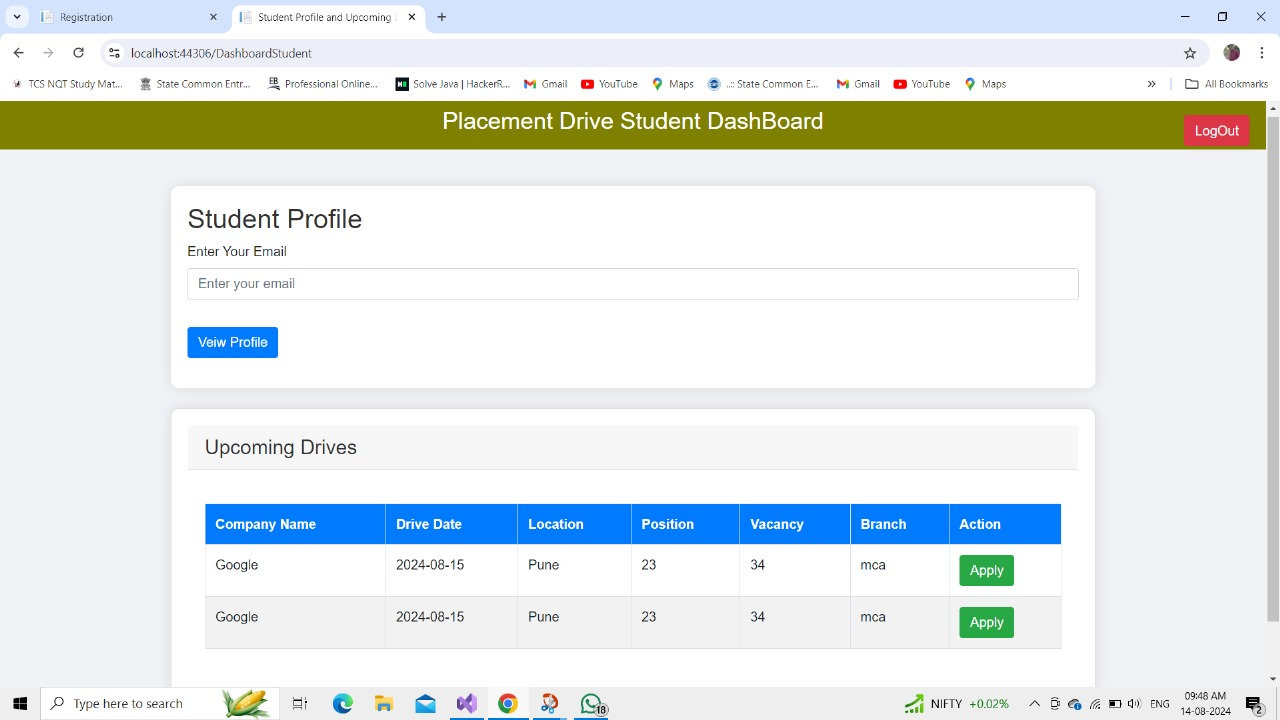 Registration
Student Profile and Upcoming
localhost:44306/DashboardStudent
TCS NQT Study Mat...
State Common Entr...
Professional Online...
Solve Java | HackerR...
Gmail
YouTube
Maps
..:: State Common E...
Gmail
YouTube
Maps
»
All Bookmarks
Placement Drive Student DashBoard
LogOut
Student Profile
Enter Your Email
Enter your email
Veiw Profile
Upcoming Drives
Company Name Drive Date Location Position Vacancy Branch Action
Google 2024-08-15 Pune 23 34 mca Apply
Google 2024-08-15 Pune 23 34 mca Apply
Type here to search
18
NIFTY +0.02%
ENG
09:48 AM
14-08-2024
2